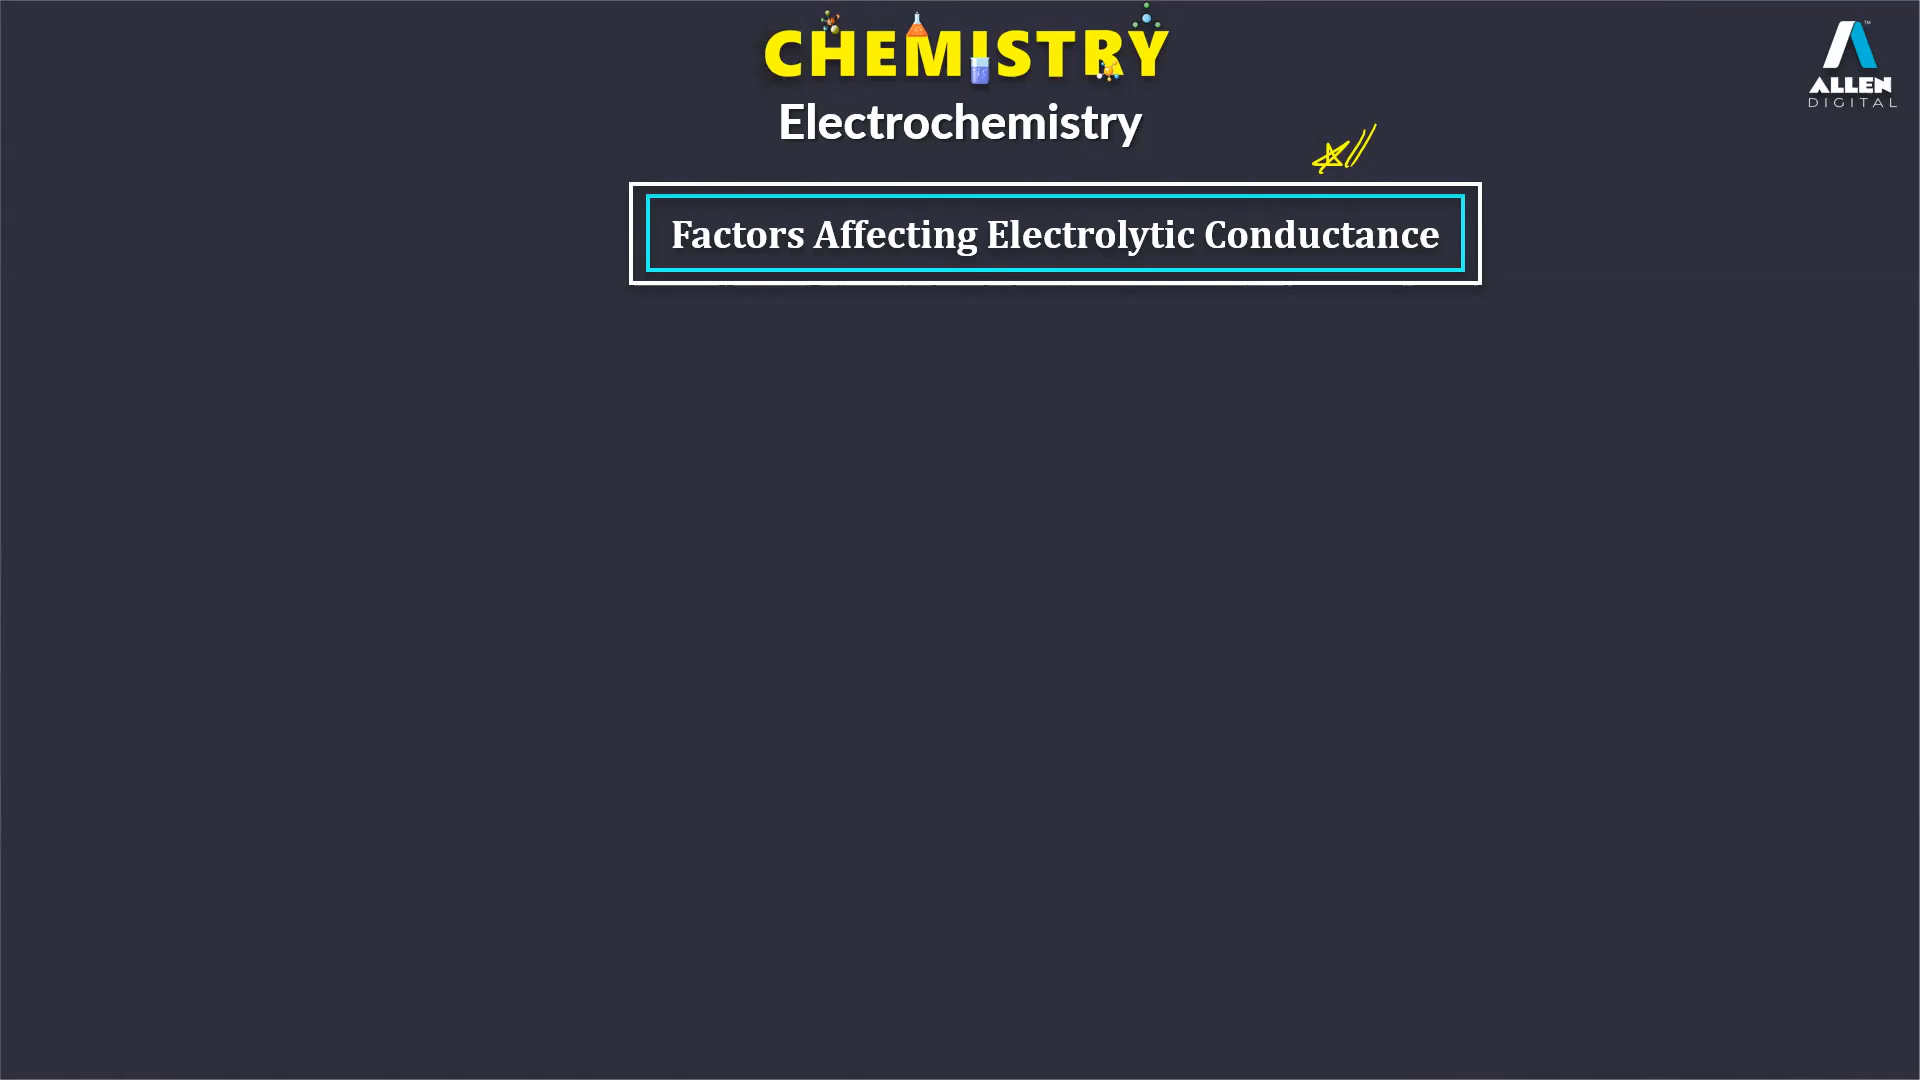 CHEMISTRY
Electrochemistry
Factors Affecting Electrolytic Conductance
ALLEN
DIGITAL